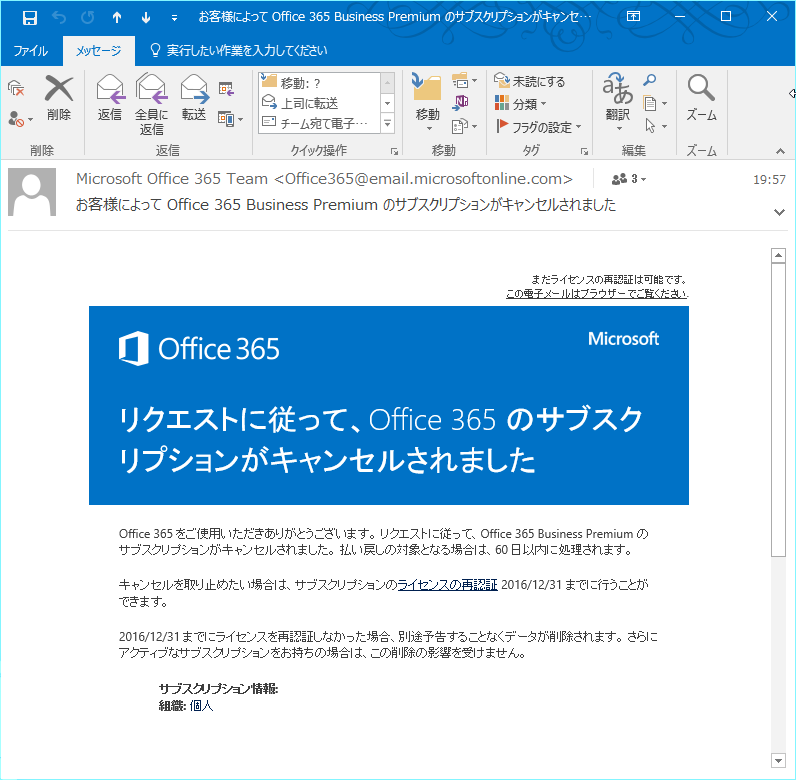 お客様によって Office 365 Business Premium のサブスクリプションがキャンセ…
ファイル メッセージ 実行したい作業を入力してください
削除
返信
全員に
返信
転送
移動: ?
上司に転送
チーム宛て電子…
移動
未読にする
分類
フラグの設定
翻訳
ズーム
削除 返信 クイック操作 移動 タグ 編集 ズーム
Microsoft Office 365 Team <Office365@email.microsoftonline.com> 3 19:57
お客様によって Office 365 Business Premium のサブスクリプションがキャンセルされました
まだライセンスの再認証は可能です。
この電子メールはブラウザーでご覧ください.
Office 365 Microsoft
リクエストに従って、Office 365 のサブスク
リプションがキャンセルされました
Office 365 をご使用いただきありがとうございます。リクエストに従って、Office 365 Business Premium の
サブスクリプションがキャンセルされました。払い戻しの対象となる場合は、60 日以内に処理されます。
キャンセルを取り止めたい場合は、サブスクリプションのライセンスの再認証 2016/12/31 までに行うことが
できます。
2016/12/31 までにライセンスを再認証しなかった場合、別途予告することなくデータが削除されます。さらに
アクティブなサブスクリプションをお持ちの場合は、この削除の影響を受けません。
サブスクリプション情報:
組織: 個人